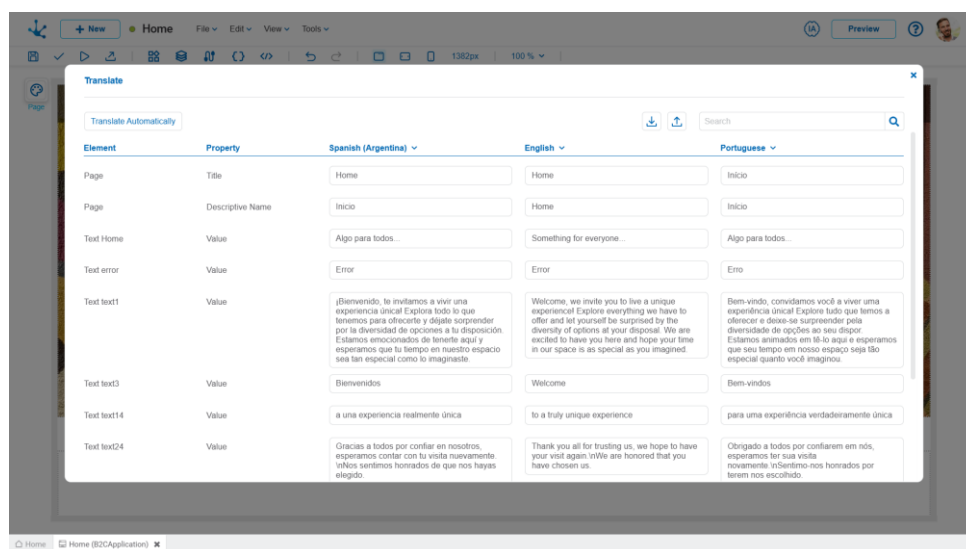 + New Home File Edit View Tools IA Preview ?
1382px 100 %
Page
Translate
Translate Automatically Search
Element Property Spanish (Argentina) English Portuguese
Page Title Home Home Início
Page Descriptive Name Inicio Home Início
Text Home Value Algo para todos... Something for everyone... Algo para todos...
Text error Value Error Error Erro
Text text1 Value
¡Bienvenido, te invitamos a vivir una
experiencia única! Explora todo lo que
tenemos para ofrecerte y déjate sorprender
por la diversidad de opciones a tu disposición.
Estamos emocionados de tenerte aquí y
esperamos que tu tiempo en nuestro espacio
sea tan especial como lo imaginaste.
Welcome, we invite you to live a unique
experience! Explore everything we have to
offer and let yourself be surprised by the
diversity of options at your disposal. We are
excited to have you here and hope your time
in our space is as special as you imagined.
Bem-vindo, convidamos você a viver uma
experiência única! Explore tudo que temos a
oferecer e deixe-se surpreender pela
diversidade de opções ao seu dispor.
Estamos animados em tê-lo aqui e esperamos
que seu tempo em nosso espaço seja tão
especial quanto você imaginou.
Text text3 Value Bienvenidos Welcome Bem-vindos
Text text14 Value a una experiencia realmente única to a truly unique experience para uma experiência verdadeiramente única
Text text24 Value
Gracias a todos por confiar en nosotros,
esperamos contar con tu visita nuevamente.
\nNos sentimos honrados de que nos hayas
elegido.
Thank you all for trusting us, we hope to have
your visit again \nWe are honored that you
have chosen us.
Obrigado a todos por confiarem em nós,
esperamos ter sua visita
novamente.\nSentimo-nos honrados por
terem nos escolhido.
Home Home (B2CApplication)